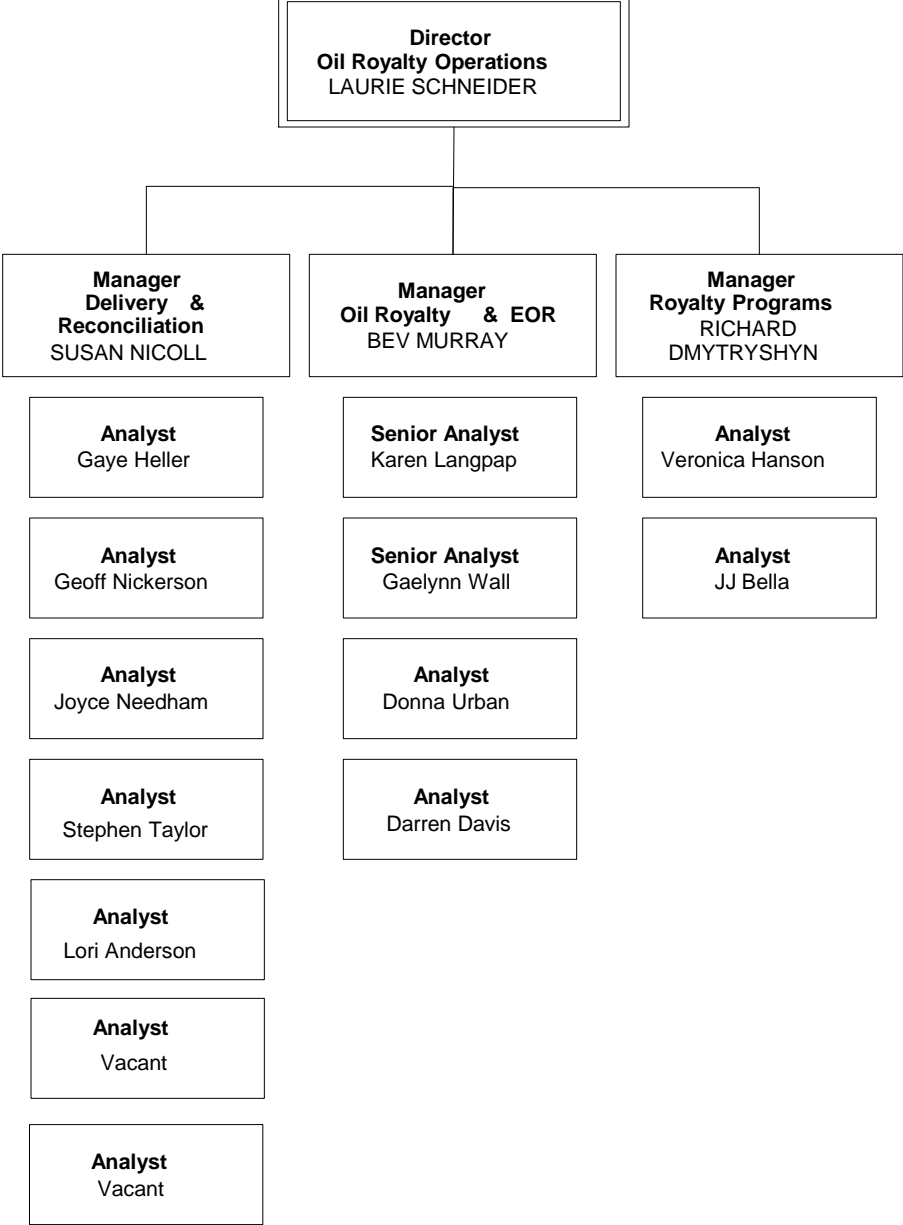 Director
Oil Royalty Operations
LAURIE SCHNEIDER
Manager
Delivery & 
Reconciliation
SUSAN NICOLL
Manager
Oil Royalty & EOR
BEV MURRAY
Manager
Royalty Programs
RICHARD
DMYTRYSHYN
Analyst
Gaye Heller
Analyst
Geoff Nickerson
Analyst
Joyce Needham
Analyst
Stephen Taylor
Analyst
Lori Anderson
Analyst
Vacant
Analyst
Vacant
Senior Analyst
Karen Langpap
Senior Analyst
Gaelynn Wall
Analyst
Donna Urban
Analyst
Darren Davis
Analyst
Veronica Hanson
Analyst
JJ Bella